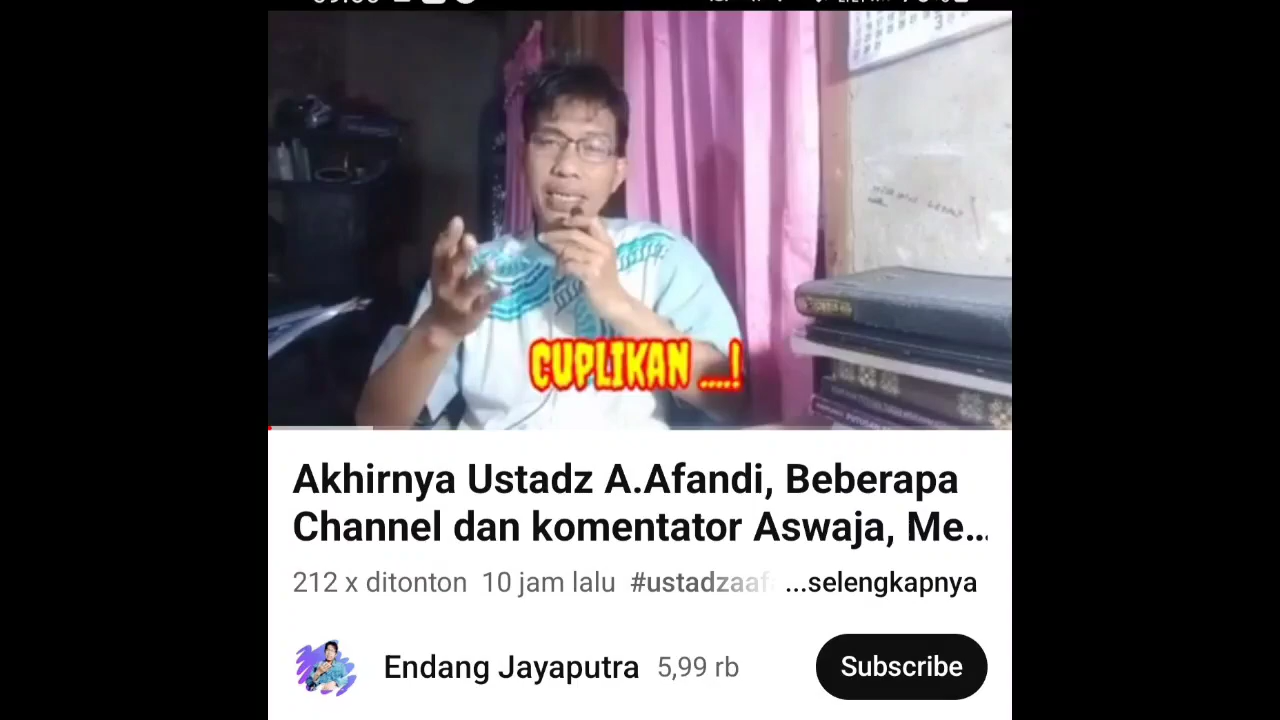 CUPLIKAN ....!
Akhirnya Ustadz A.Afandi, Beberapa
Channel dan komentator Aswaja, Me...
212 x ditonton 10 jam lalu #ustadzaaf ...selengkapnya
Endang Jayaputra 5,99 rb Subscribe